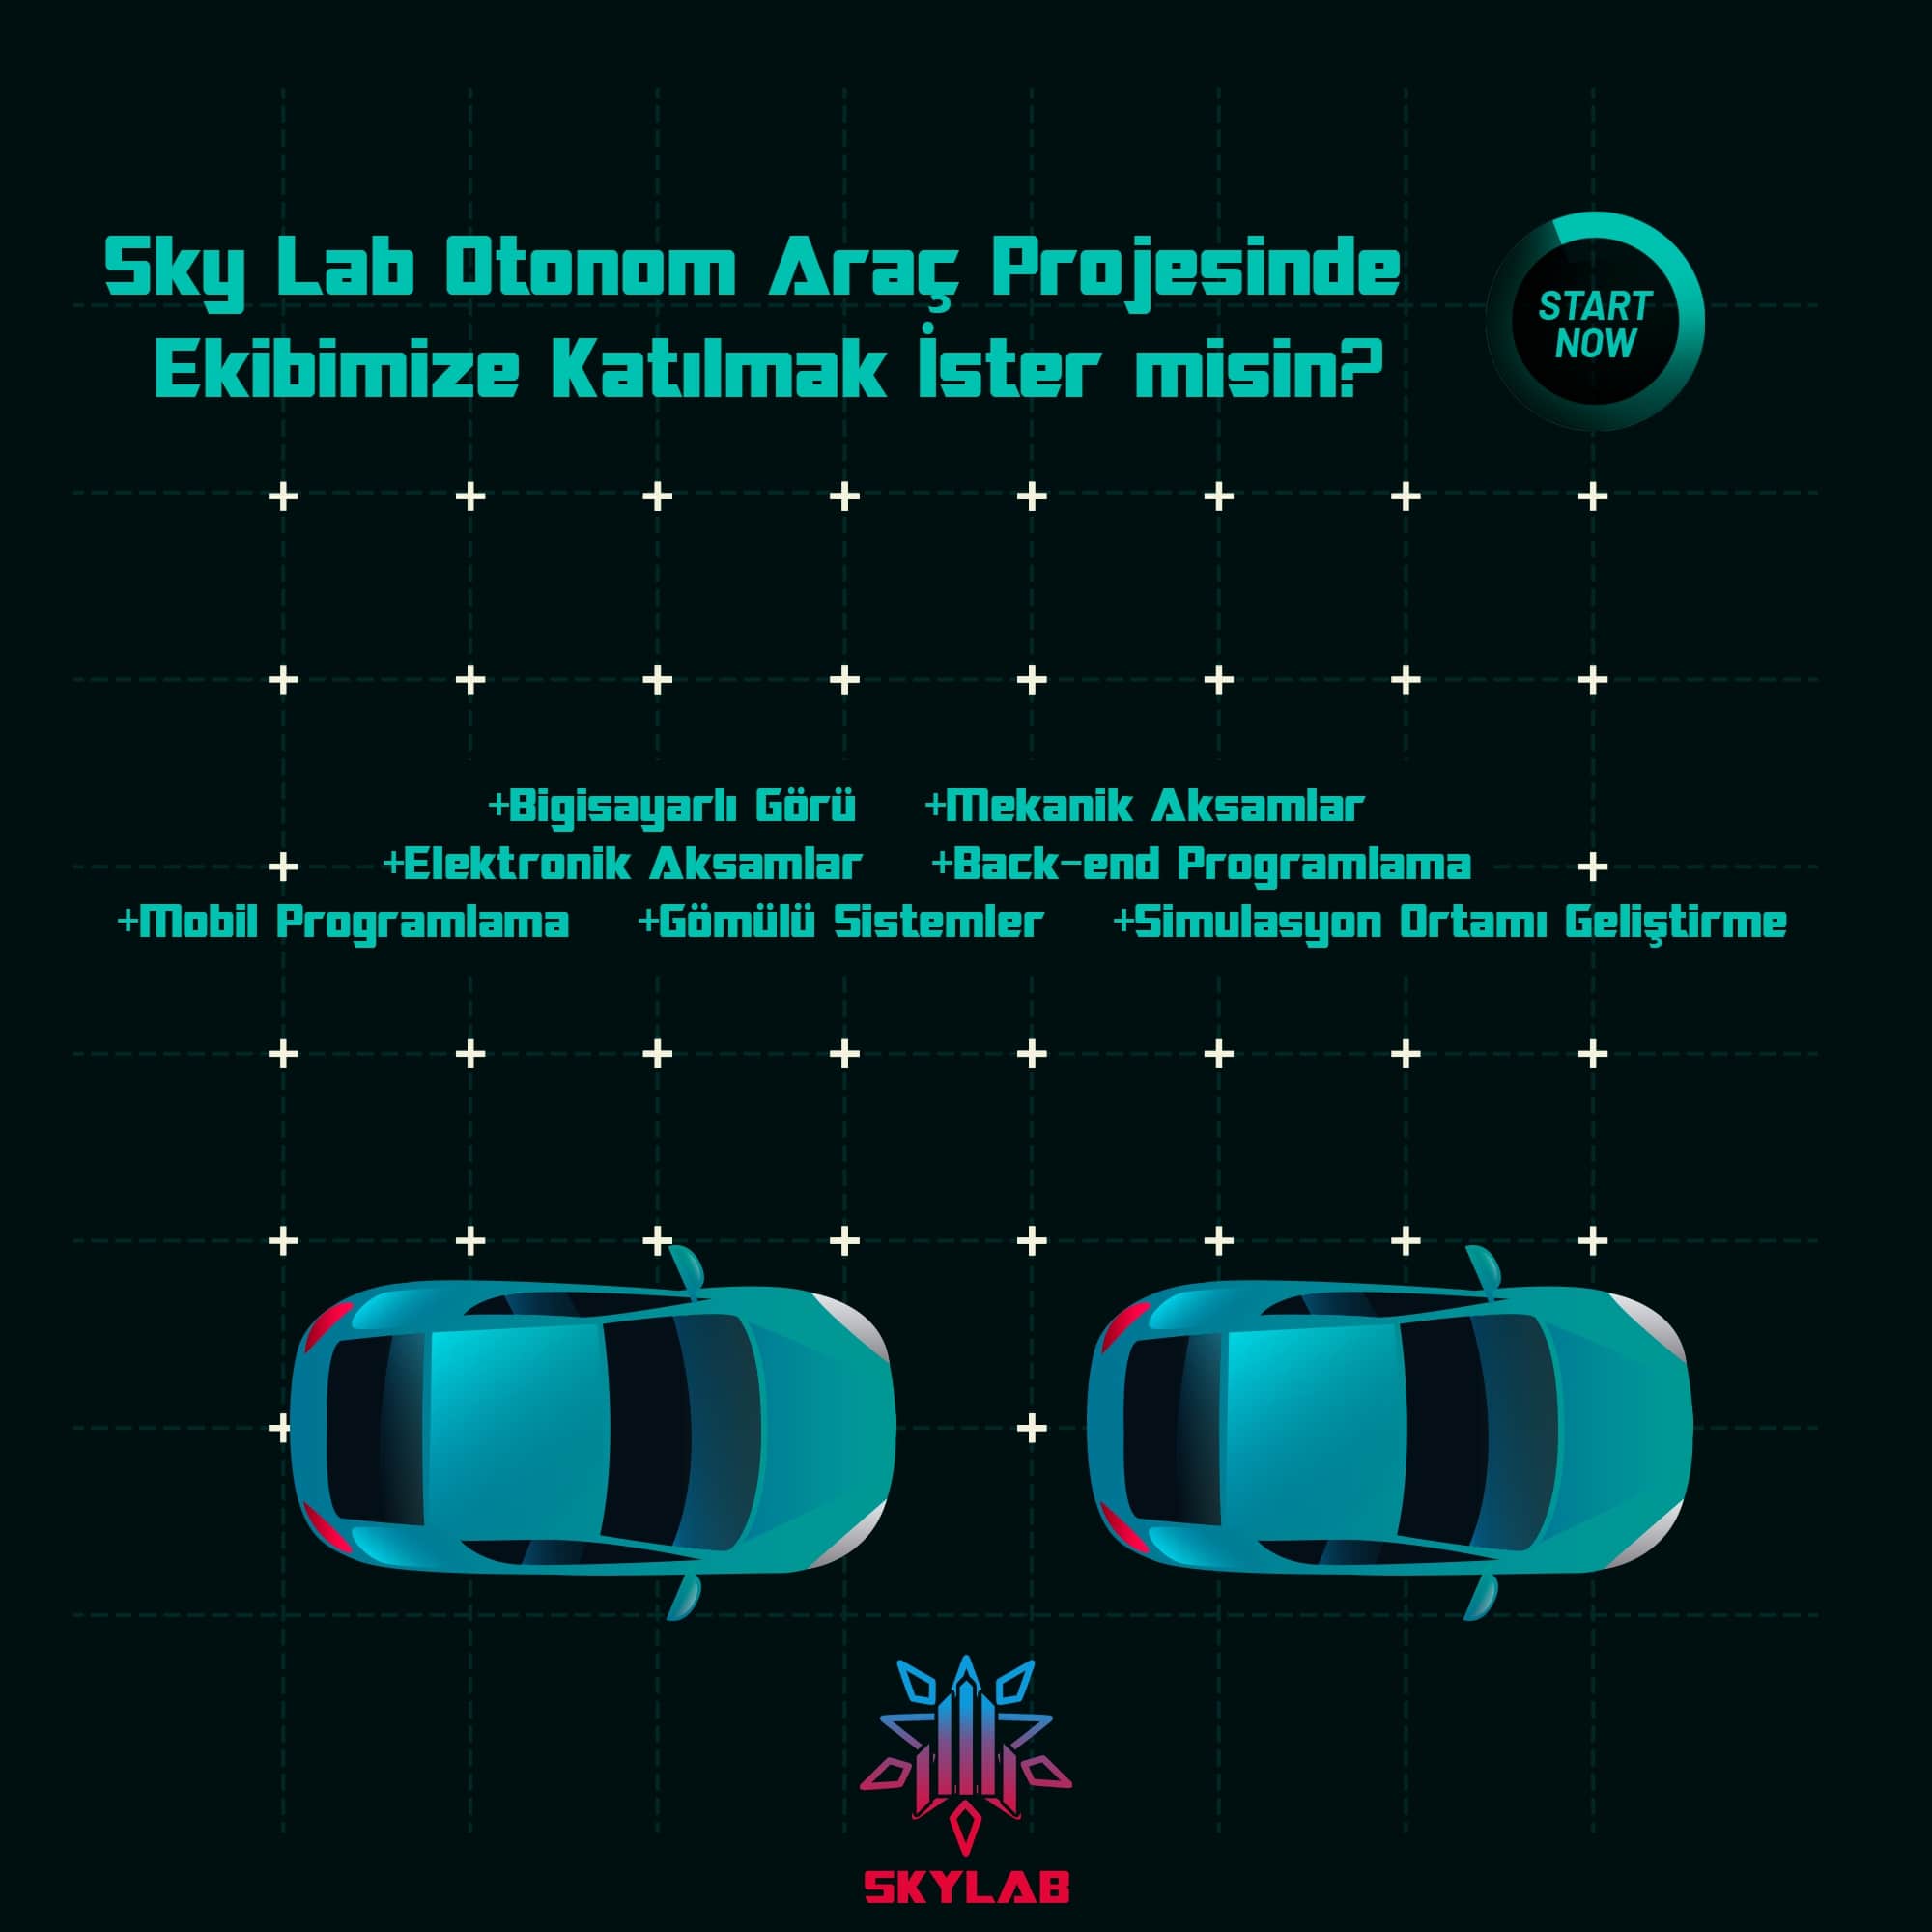 Sky Lab Otonom Araç Projesinde
Ekibimize Katılmak İster misin?
START
NOW
+Bigisayarlı Görü +Mekanik Aksamlar
+Elektronik Aksamlar +Back-end Programlama
+Mobil Programlama +Gömülü Sistemler +Simulasyon Ortamı Geliştirme
SKYLAB